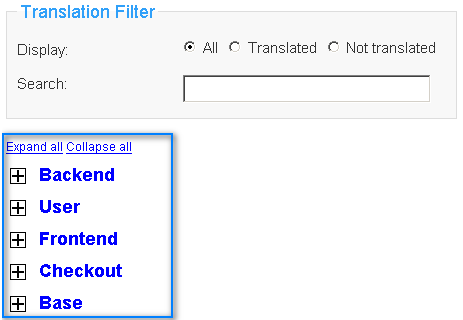 Translation Filter
Display: All Translated Not translated
Search:
Expand all Collapse all
Backend
User
Frontend
Checkout
Base